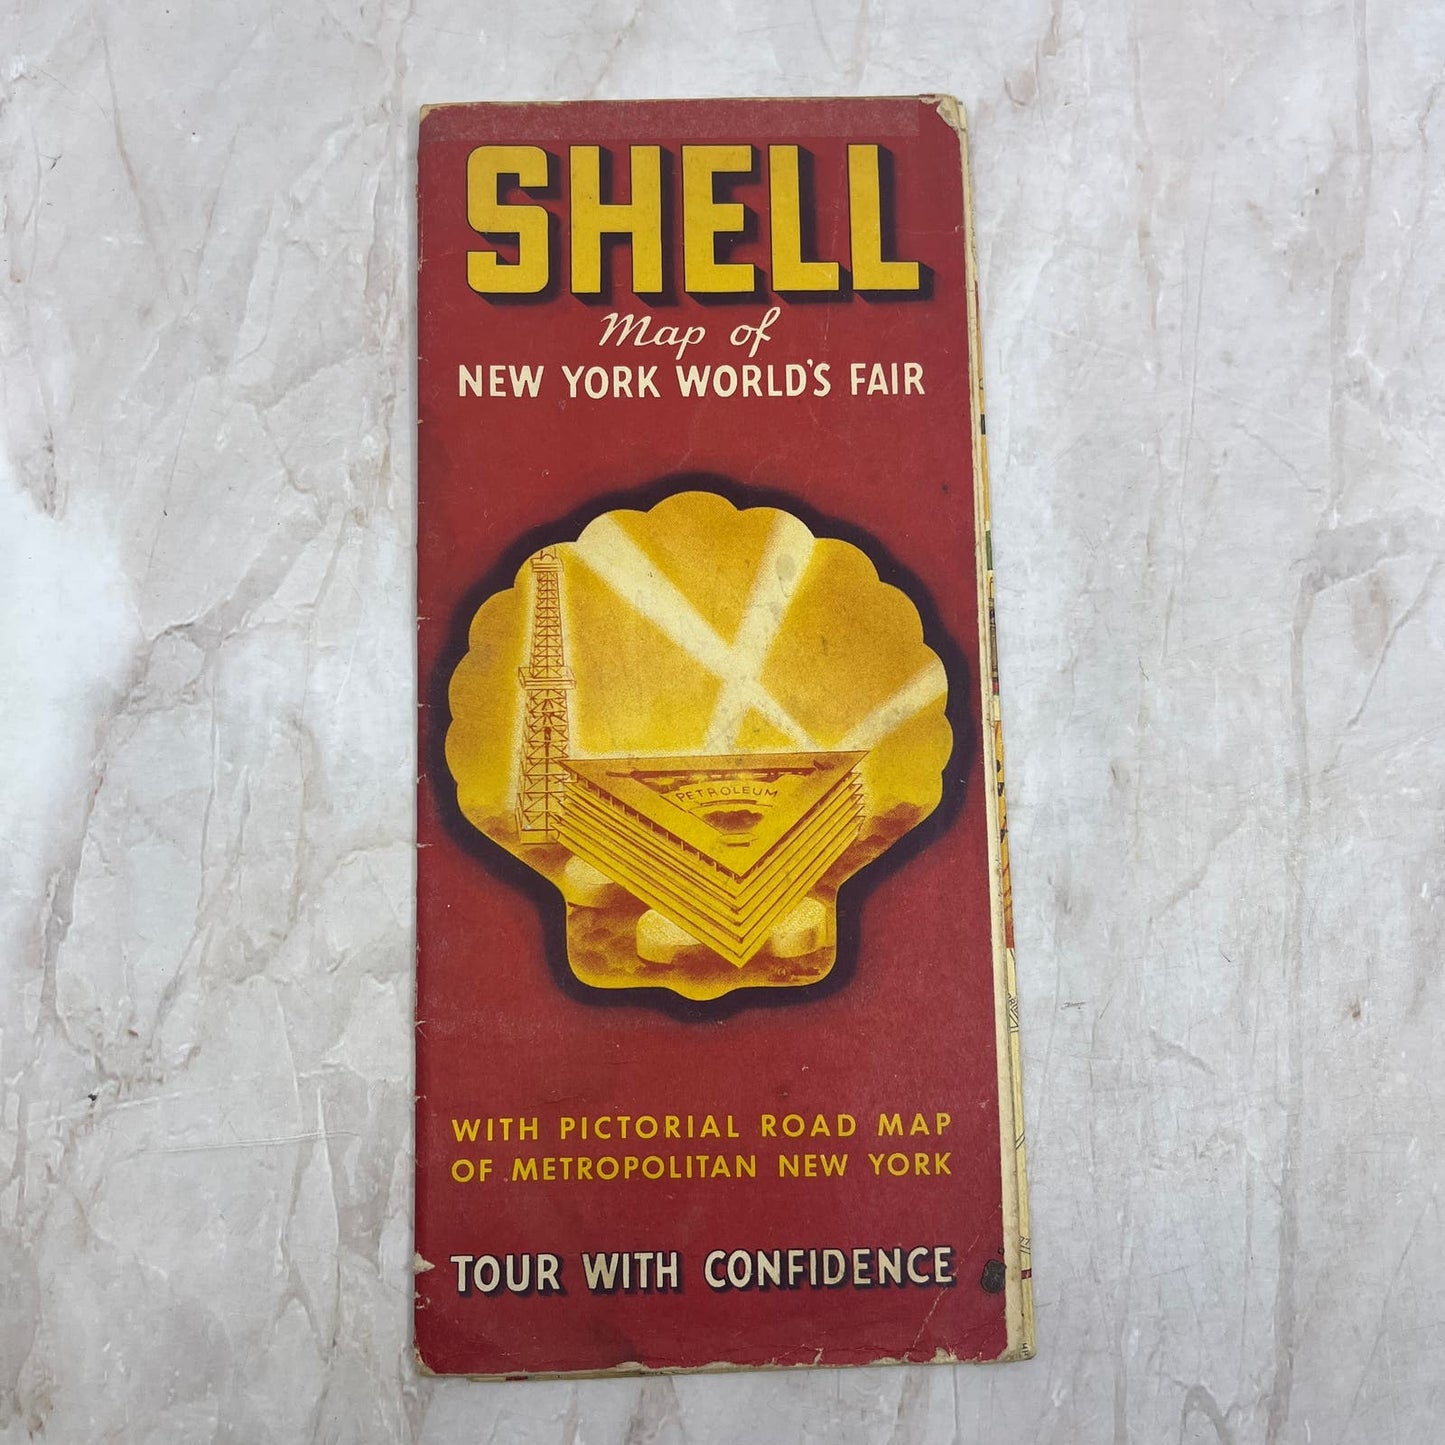 SHELL
Map of
NEW YORK WORLD'S FAIR
PETROLEUM
WITH PICTORIAL ROAD MAP
OF METROPOLITAN NEW YORK
TOUR WITH CONFIDENCE